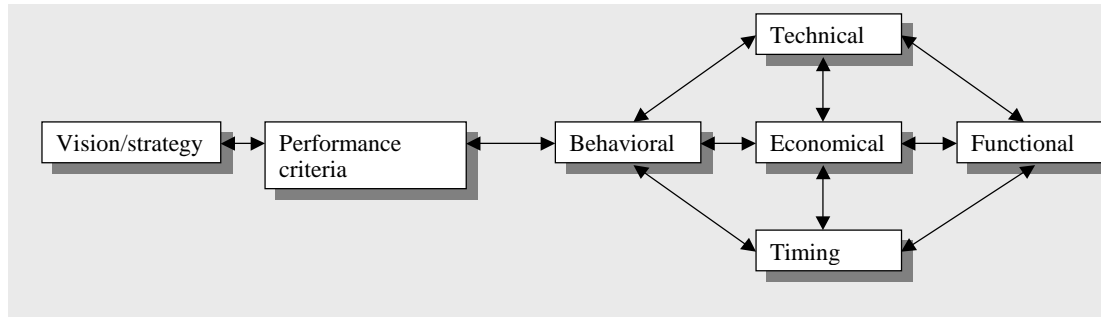 Technical
Vision/strategy
Performance
criteria
Behavioral
Economical
Functional
Timing